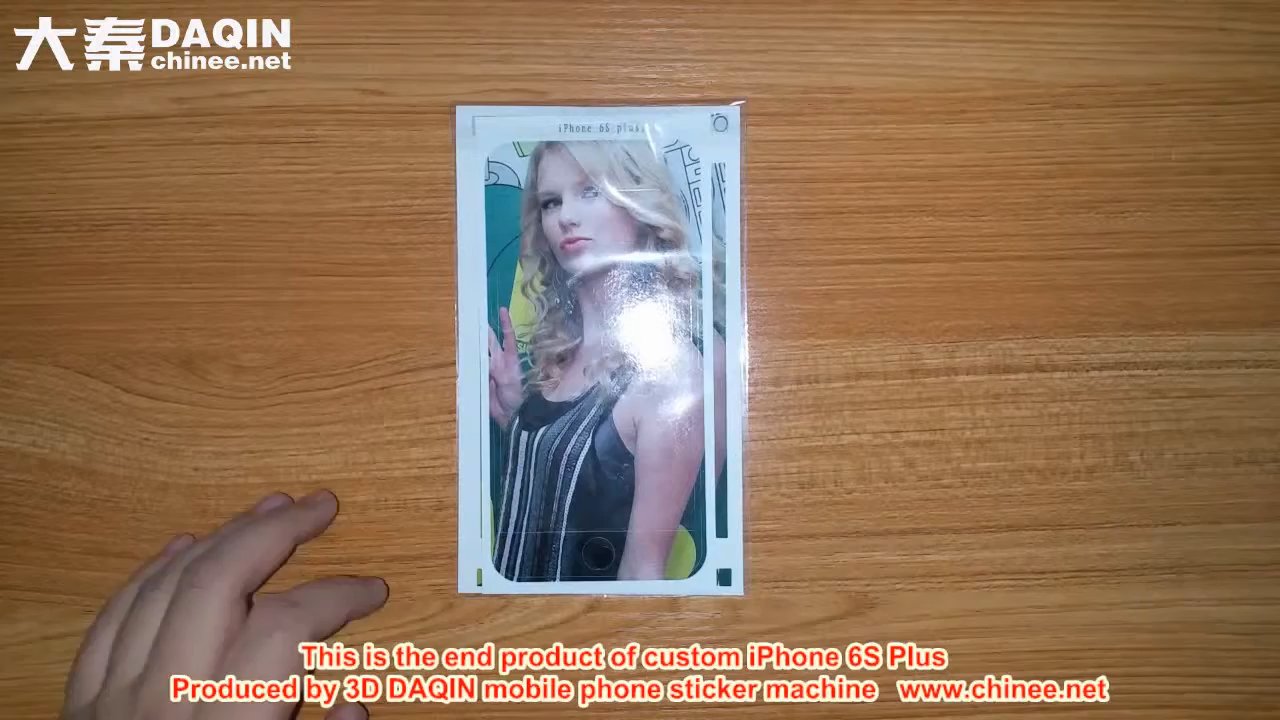 大秦 DAQIN
chinee.net
iPhone 6S plus
This is the end product of custom iPhone 6S Plus
Produced by 3D DAQIN mobile phone sticker machine www.chinee.net